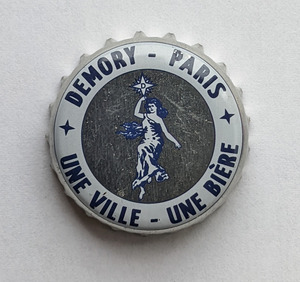 DEMORY - PARIS
UNE VILLE - UNE BIÈRE